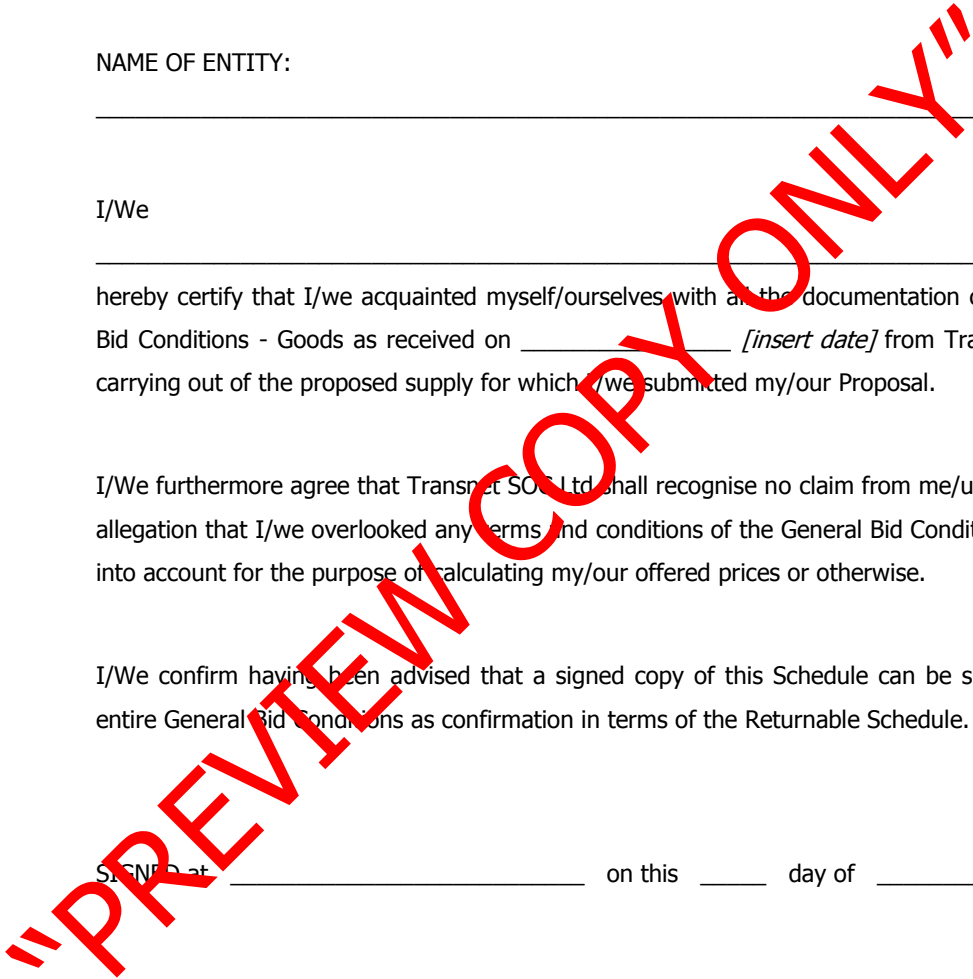 NAME OF ENTITY:
I/We
hereby certify that I/we acquainted myself/ourselves with all the documentation
Bid Conditions - Goods as received on ________________ [insert date] from
carrying out of the proposed supply for which I/we submitted my/our Proposal.
I/We furthermore agree that Transnet SOC Ltd shall recognise no claim from
allegation that I/we overlooked any terms and conditions of the General Bid
into account for the purpose of calculating my/our offered prices or otherwise.
I/We confirm having been advised that a signed copy of this Schedule can be
entire General Bid Conditions as confirmation in terms of the Returnable Schedule.
SIGNED at ___________________________ on this _____ day of _______
"PREVIEW COPY ONLY"